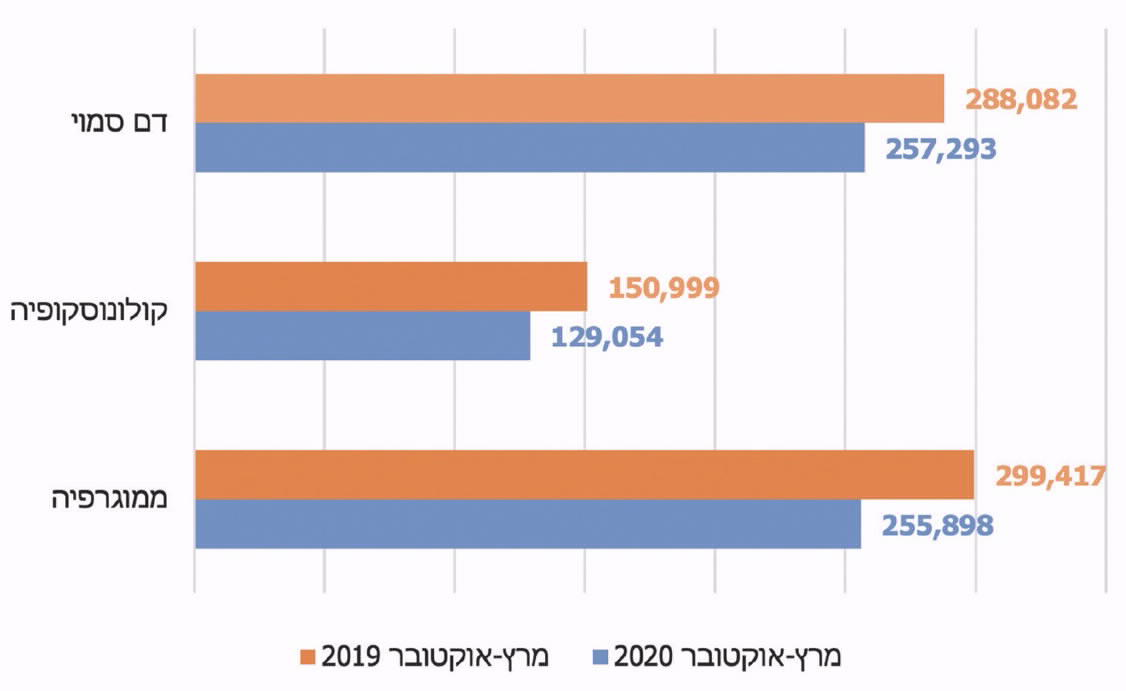 דם סמוי
288,082
257,293
קולונוסקופיה
150,999
129,054
ממוגרפיה
299,417
255,898
מרץ-אוקטובר 2019
מרץ-אוקטובר 2020